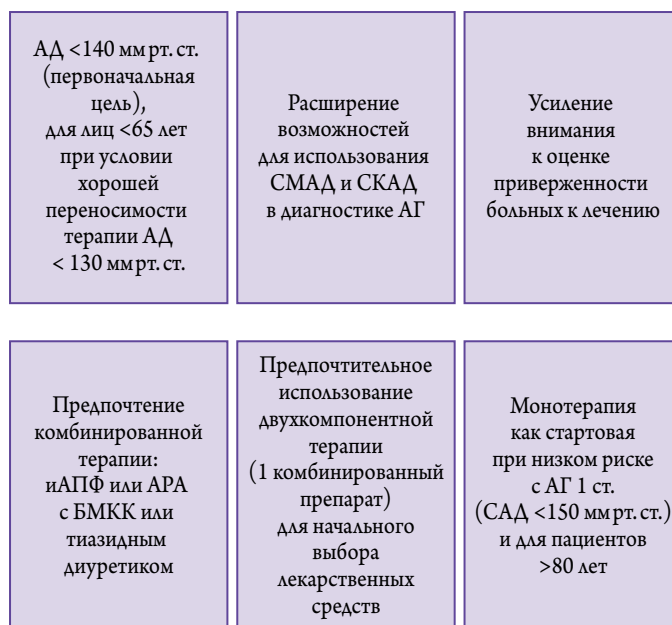 АД <140 мм рт. ст.
(первоначальная
цель),
для лиц <65 лет
при условии
хорошей
переносимости
терапии АД
< 130 мм рт. ст.
Расширение
возможностей
для использования
СМАД и СКАД
в диагностике АГ
Усиление
внимания
к оценке
приверженности
больных к лечению
Предпочтение
комбинированной
терапии:
иАПФ или АРА
с БМКК или
тиазидным
диуретиком
Предпочтительное
использование
двухкомпонентной
терапии
(1 комбинированный
препарат)
для начального
выбора
лекарственных
средств
Монотерапия
как стартовая
при низком риске
с АГ 1 ст.
(САД <150 мм рт. ст.)
и для пациентов
>80 лет